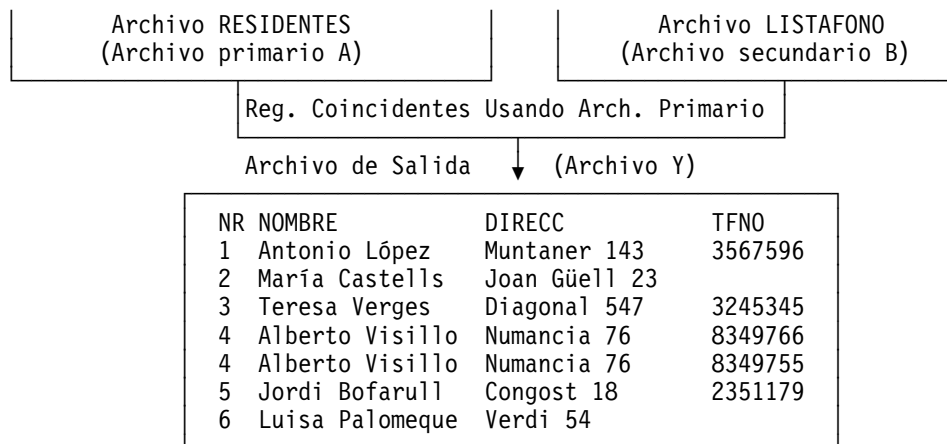 Archivo RESIDENTES Archivo LISTAFONO
(Archivo primario A) (Archivo secundario B)
Reg. Coincidentes Usando Arch. Primario
Archivo de Salida (Archivo Y)
NR NOMBRE DIRECC TFNO
1 Antonio López Muntaner 143 3567596
2 María Castells Joan Güell 23
3 Teresa Verges Diagonal 547 3245345
4 Alberto Visillo Numancia 76 8349766
4 Alberto Visillo Numancia 76 8349755
5 Jordi Bofarull Congost 18 2351179
6 Luisa Palomeque Verdi 54